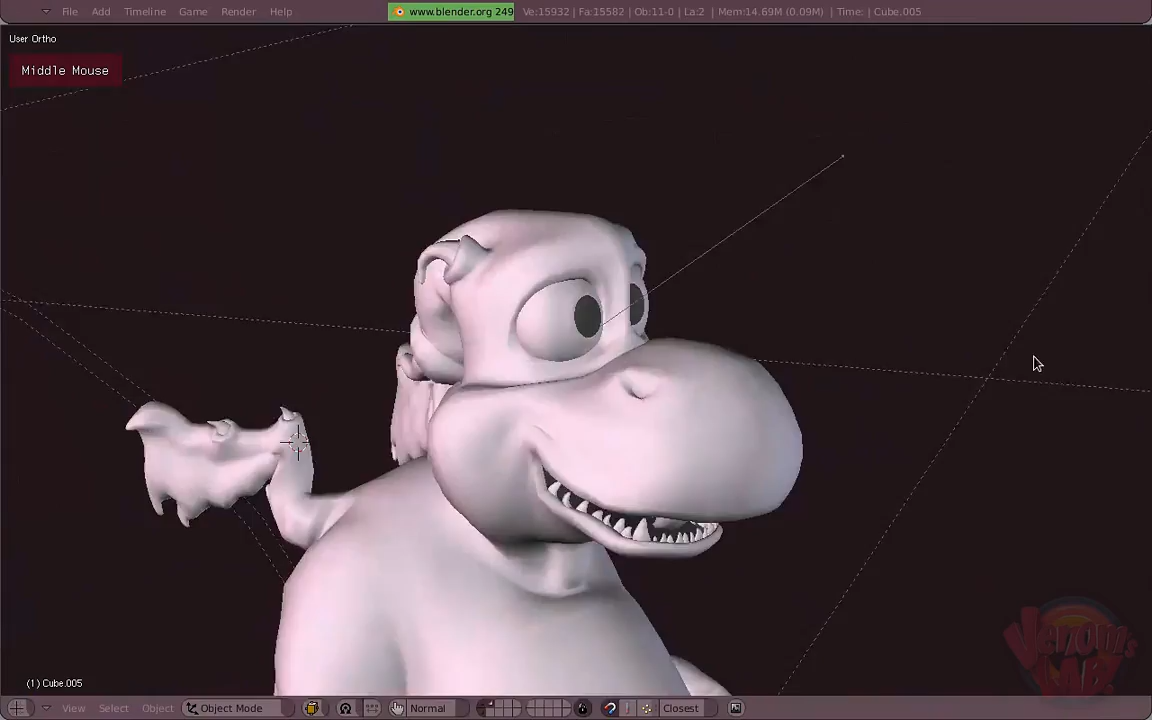 File Add Timeline Game Render Help www.blender.org 249 Ve:15932 | Fa:15582 | Ob:11-0 | La:2 | Mem:14.69M (0.09M) | Time: | Cube.005
User Ortho
Middle Mouse
Venom's
LAB.
(1) Cube.005
View Select Object Object Mode Normal Closest